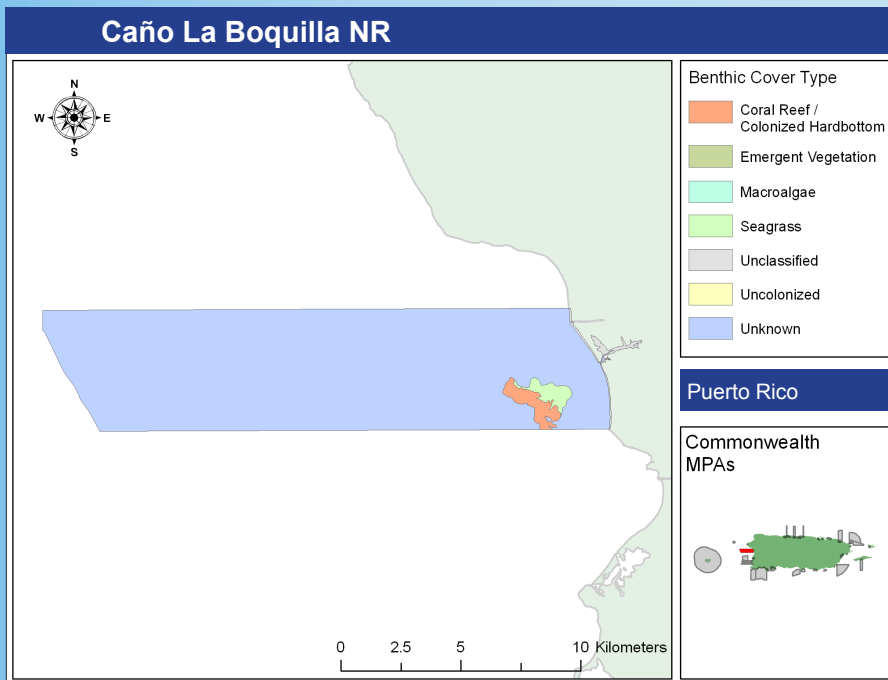 Caño La Boquilla NR
N
W E
S
Benthic Cover Type
Coral Reef /
Colonized Hardbottom
Emergent Vegetation
Macroalgae
Seagrass
Unclassified
Uncolonized
Unknown
Puerto Rico
Commonwealth
MPAs
0 2.5 5 10 Kilometers